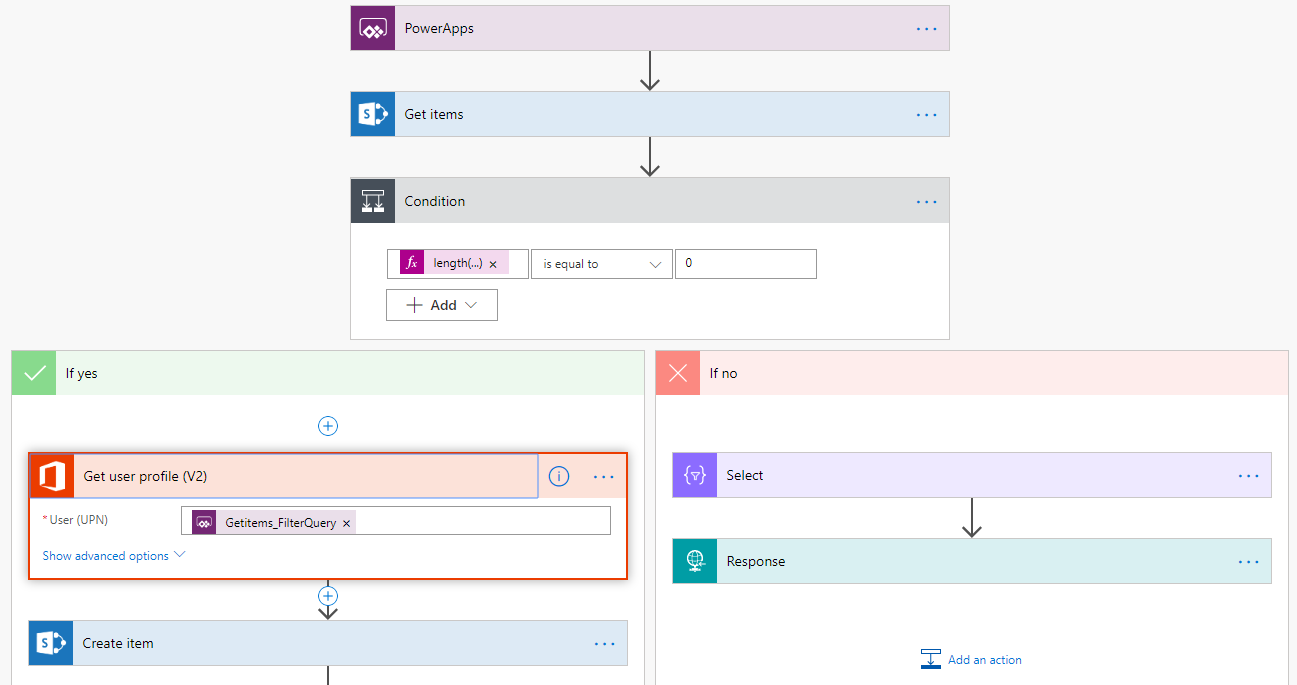 PowerApps
Get items
Condition
fx length(...) × is equal to 0
+ Add
If yes
If no
Get user profile (V2)
Select
* User (UPN) Getitems_FilterQuery ×
Show advanced options
Response
Create item
Add an action